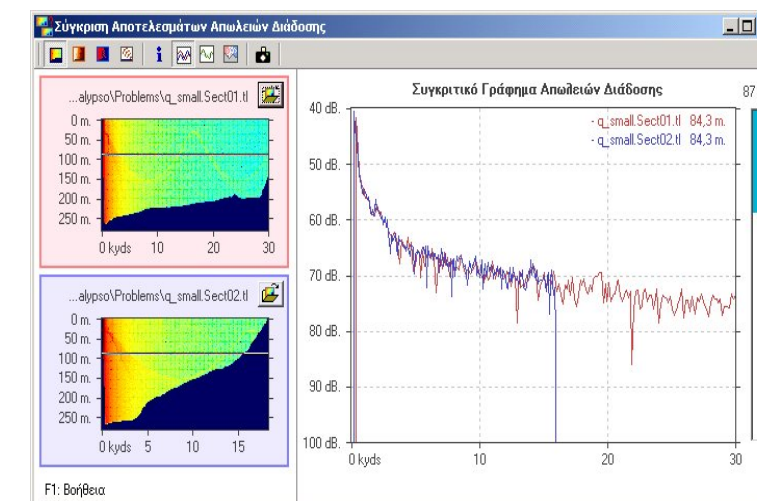 Σύγκριση Αποτελεσμάτων Απωλειών Διάδοσης
...alypso\Problems\q_small.Sect01.tl
0 m.
50 m.
100 m.
150 m.
200 m.
250 m.
0 kyds 10 20 30
...alypso\Problems\q_small.Sect02.tl
0 m.
50 m.
100 m.
150 m.
200 m.
250 m.
0 kyds 5 10 15
F1: Βοήθεια
Συγκριτικό Γράφημα Απωλειών Διάδοσης
87
- q_small.Sect01.tl 84,3 m.
- q_small.Sect02.tl 84,3 m.
40 dB.
50 dB.
60 dB.
70 dB.
80 dB.
90 dB.
100 dB.
0 kyds 10 20 30